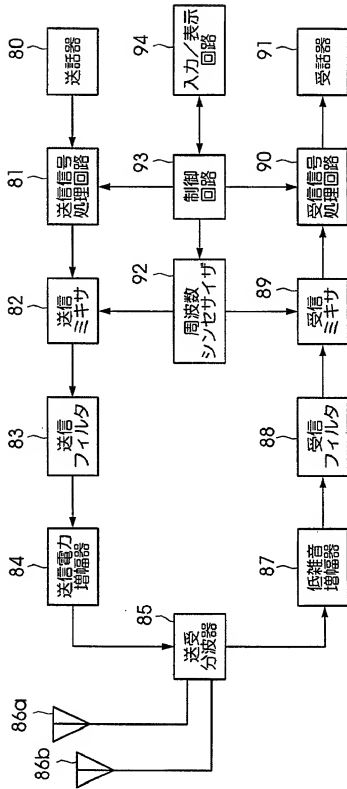 80
送話器
81
送信信号
処理回路
82
送信
ミキサ
83
送信
フィルタ
84
送信電力
増幅器
85
送受
分波器
86a
86b
94
入力／表示
回路
93
制御
回路
92
周波数
シンセサイザ
91
受話器
90
受信信号
処理回路
89
受信
ミキサ
88
受信
フィルタ
87
低雑音
増幅器